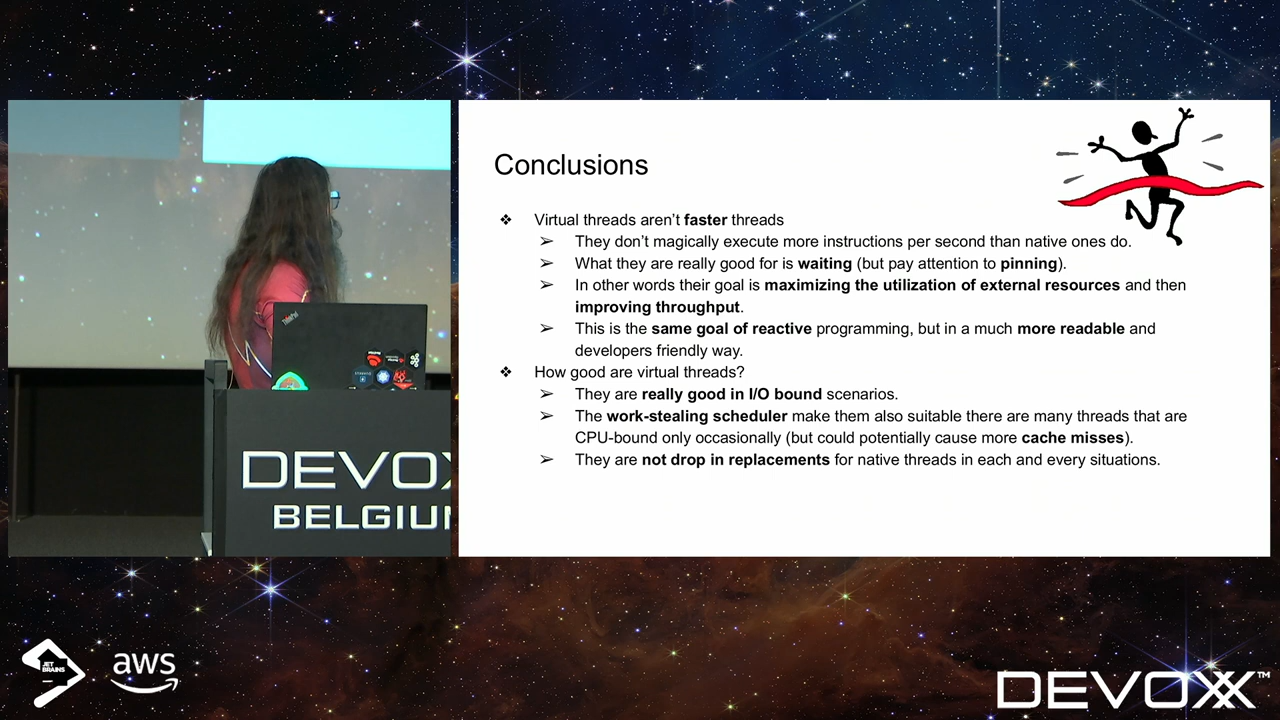 Conclusions
❖ Virtual threads aren't faster threads
➢ They don't magically execute more instructions per second than native ones do.
➢ What they are really good for is waiting (but pay attention to pinning).
➢ In other words their goal is maximizing the utilization of external resources and then
improving throughput.
➢ This is the same goal of reactive programming, but in a much more readable and
developers friendly way.
❖ How good are virtual threads?
➢ They are really good in I/O bound scenarios.
➢ The work-stealing scheduler make them also suitable there are many threads that are
CPU-bound only occasionally (but could potentially cause more cache misses).
➢ They are not drop in replacements for native threads in each and every situations.
ThinkPad
DEVOX
BELGIUM
JET
BRAINS
aws
DEVOXX™